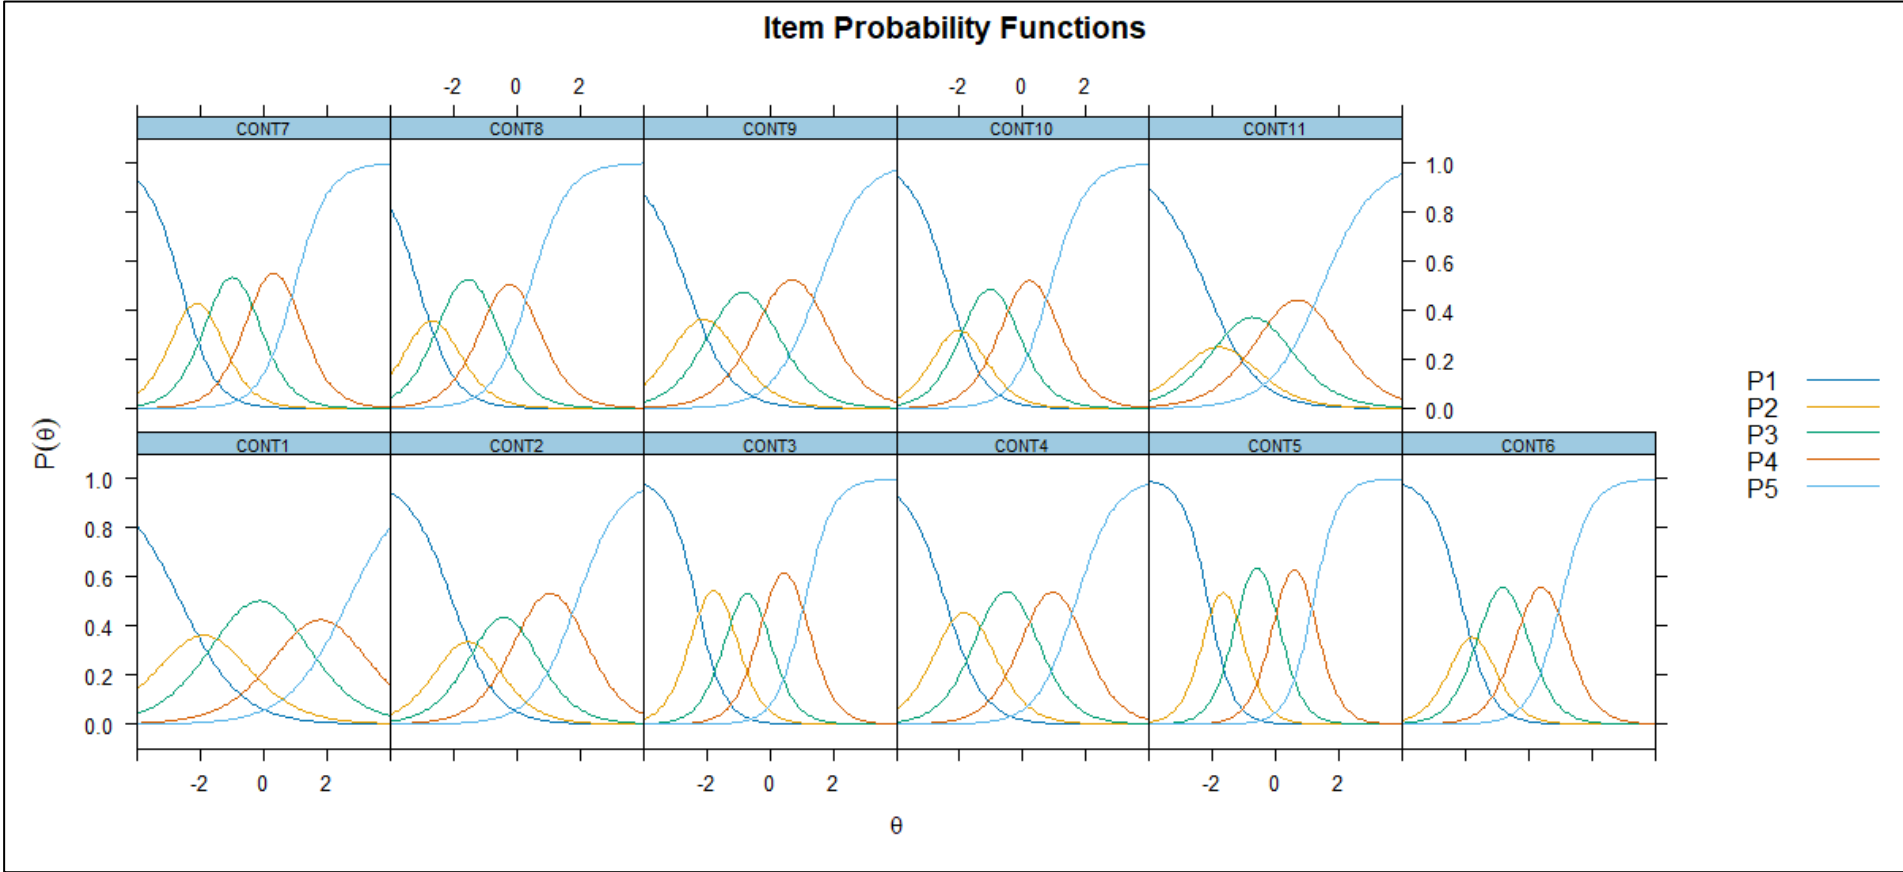 Item Probability Functions
-2 0 2 -2 0 2
CONT7 CONT8 CONT9 CONT10 CONT11
1.0
0.8
0.6
0.4
0.2
0.0
P1
P2
P3
P4
P5
P(θ)
CONT1 CONT2 CONT3 CONT4 CONT5 CONT6
1.0
0.8
0.6
0.4
0.2
0.0
-2 0 2 -2 0 2 -2 0 2
θ